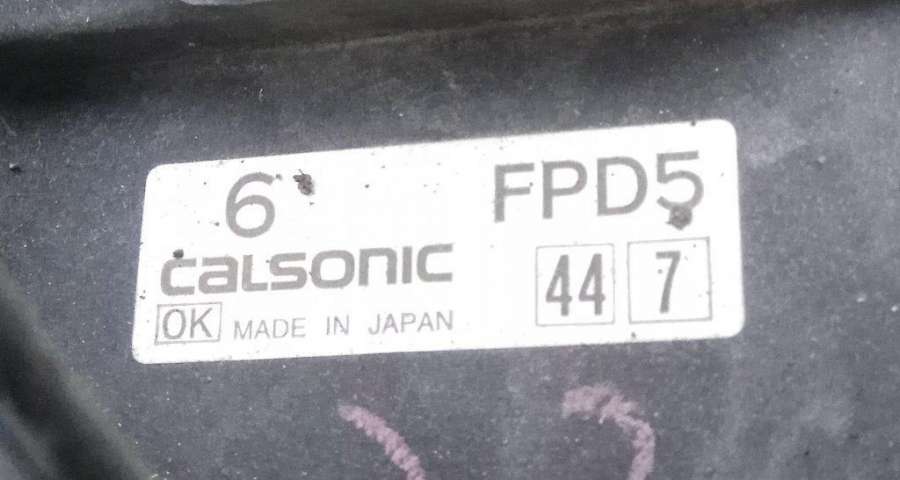 6 FPD5
CALSONIC 44 7
OK MADE IN JAPAN